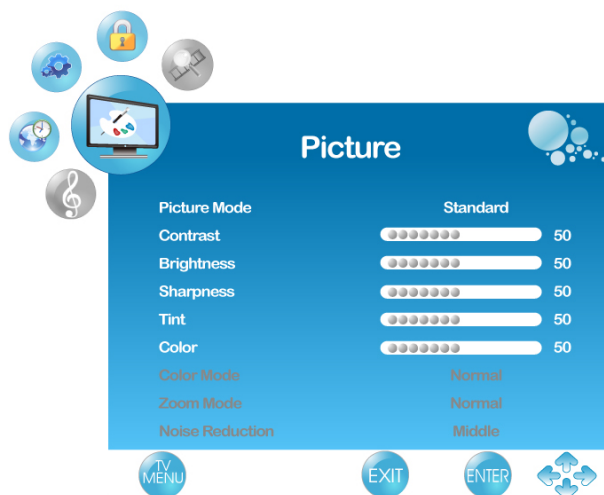 Picture
Picture Mode Standard
Contrast 50
Brightness 50
Sharpness 50
Tint 50
Color 50
Color Mode Normal
Zoom Mode Normal
Noise Reduction Middle
TV
MENU EXIT ENTER